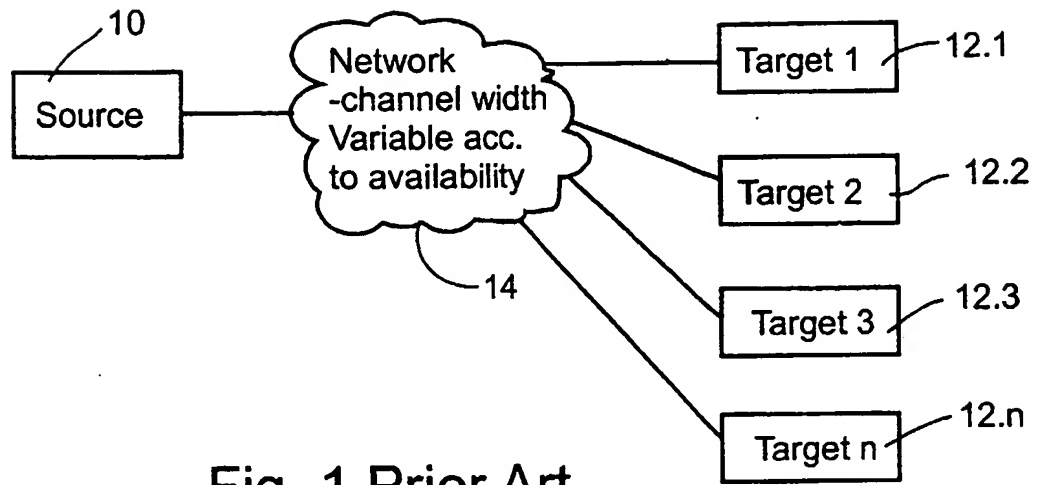 10
Source
Network
-channel width
Variable acc.
to availability
14
Target 1
12.1
Target 2
12.2
Target 3
12.3
Target n
12.n
Fig. 1 Prior Art